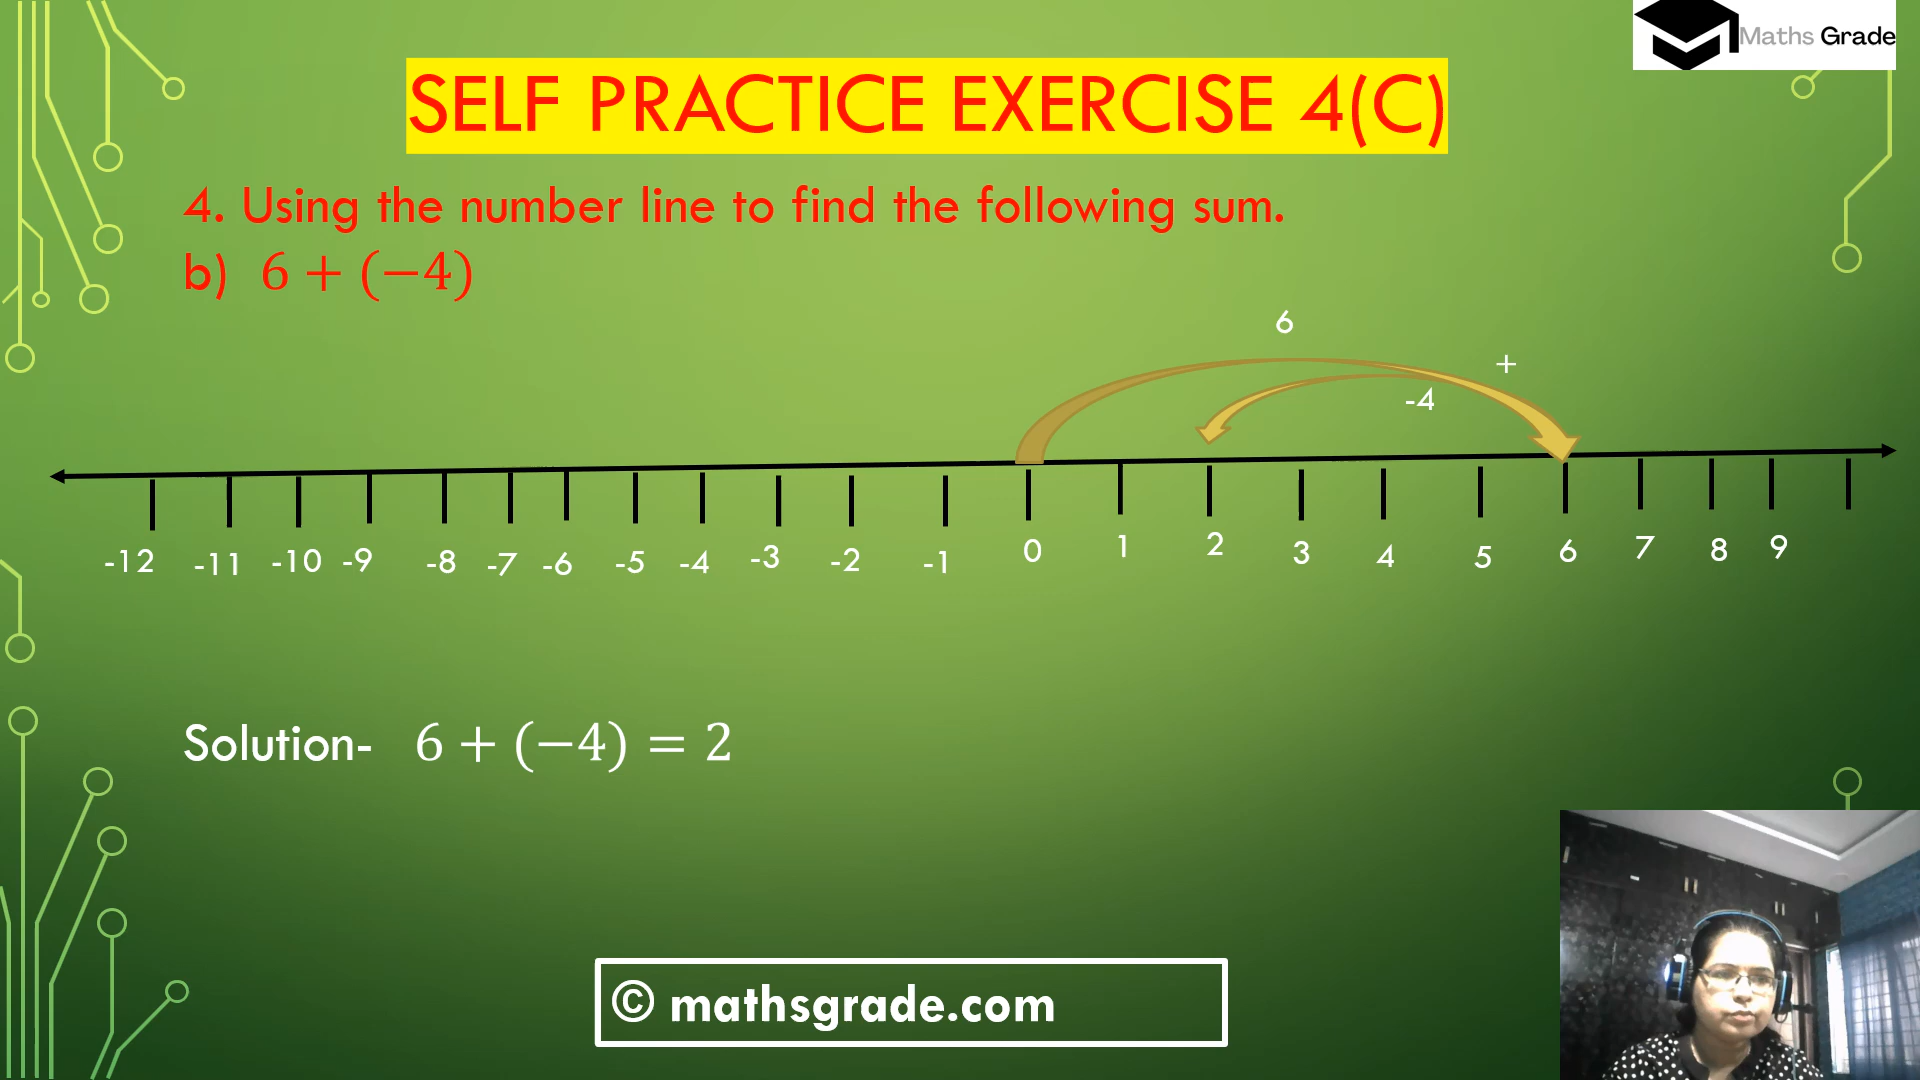 Maths Grade
SELF PRACTICE EXERCISE 4(C)
4. Using the number line to find the following sum.
b) 6 + (−4)
6
+
-4
-12 -11 -10 -9 -8 -7 -6 -5 -4 -3 -2 -1 0 1 2 3 4 5 6 7 8 9
Solution- 6 + (−4) = 2
© mathsgrade.com